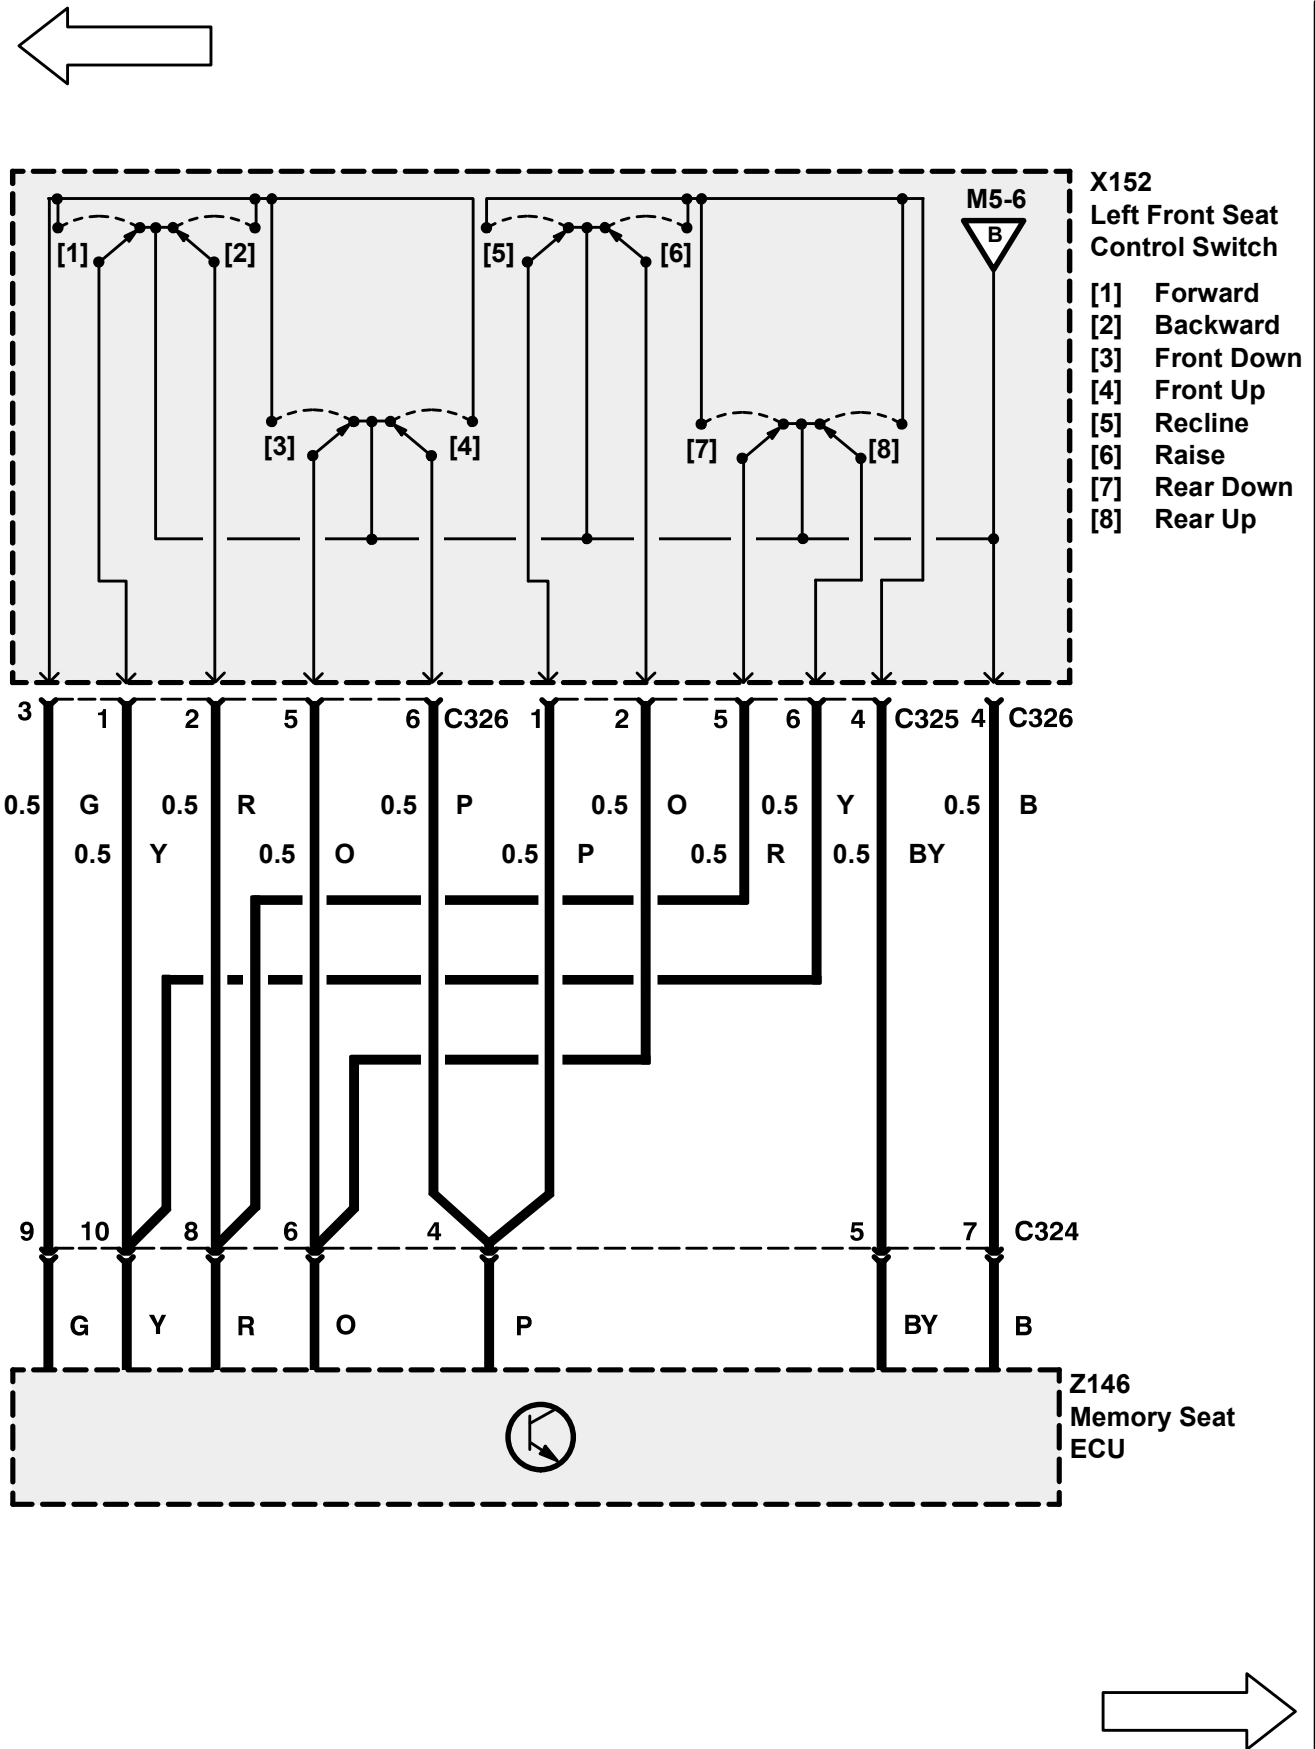 X152
Left Front Seat
Control Switch
M5-6
B
[1] [2] [5] [6]
[1] Forward
[2] Backward
[3] Front Down
[4] Front Up
[5] Recline
[6] Raise
[7] Rear Down
[8] Rear Up
[3] [4] [7] [8]
3 1 2 5 6 C326 1 2 5 6 4 C325 4 C326
0.5 G 0.5 R 0.5 P 0.5 O 0.5 Y 0.5 B
0.5 Y 0.5 O 0.5 P 0.5 R 0.5 BY
9 10 8 6 4 5 7 C324
G Y R O P BY B
Z146
Memory Seat
ECU